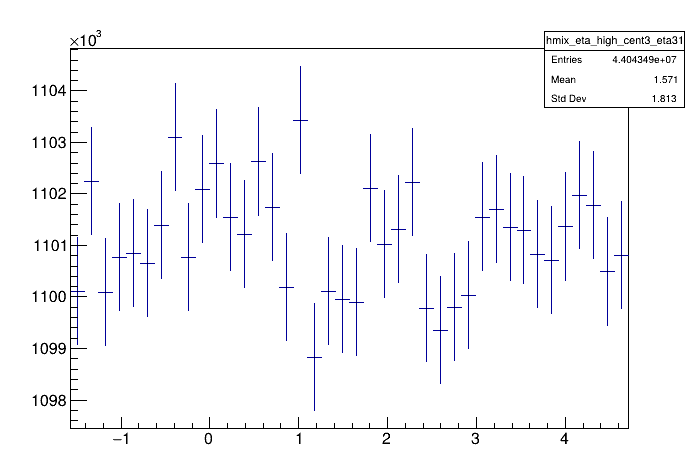 ×10³
hmix_eta_high_cent3_eta31
Entries 4.404349e+07
Mean 1.571
Std Dev 1.813
1104
1103
1102
1101
1100
1099
1098
−1 0 1 2 3 4